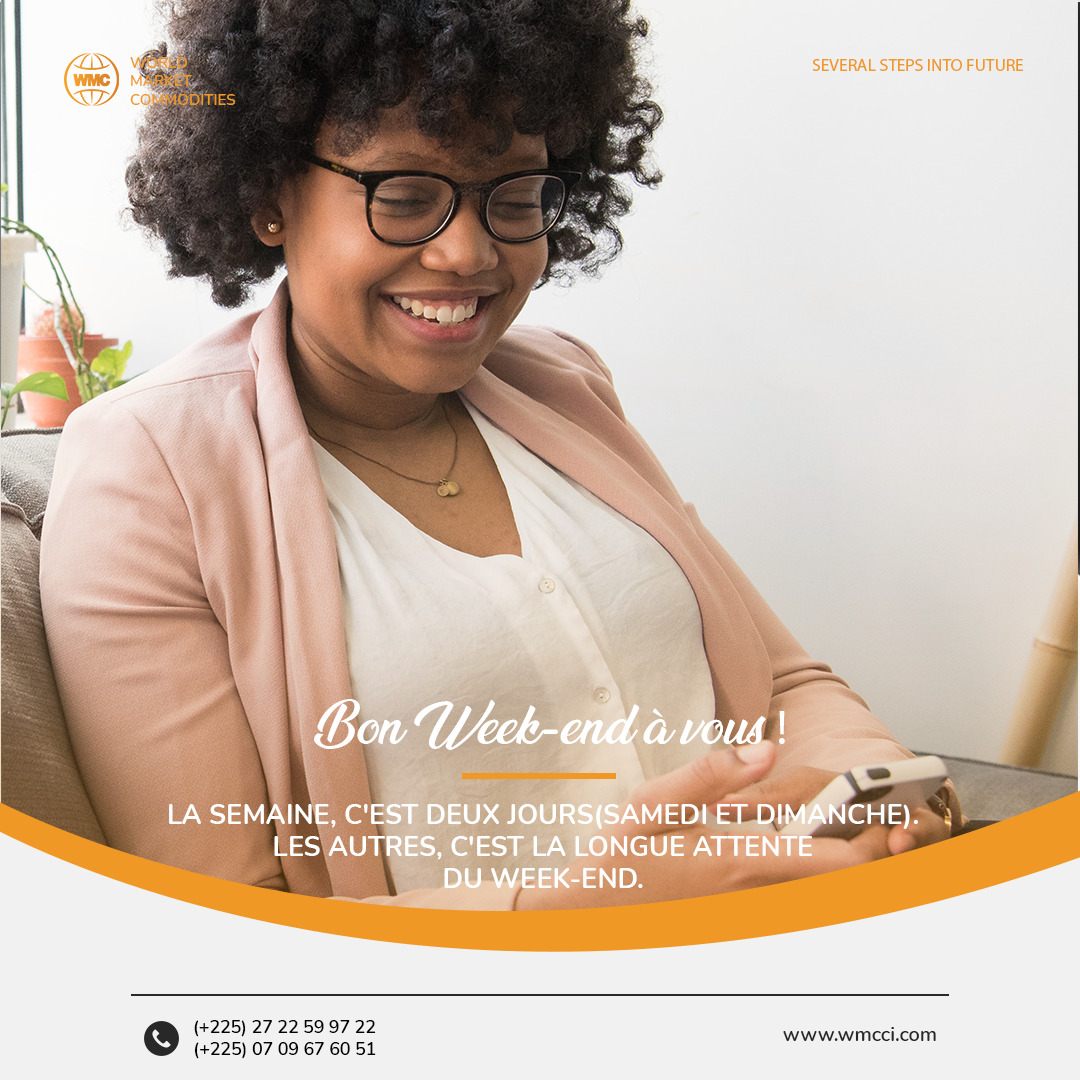 WMC
WORLD
MARKET
COMMODITIES
SEVERAL STEPS INTO FUTURE
Bon Week-end à vous !
LA SEMAINE, C'EST DEUX JOURS(SAMEDI ET DIMANCHE).
LES AUTRES, C'EST LA LONGUE ATTENTE
DU WEEK-END.
(+225) 27 22 59 97 22
(+225) 07 09 67 60 51
www.wmcci.com